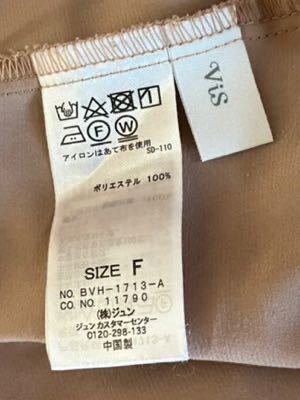 ViS
F
W
アイロンはあて布を使用
SD-110
ポリエステル 100%
SIZE F
NO. BVH-1713-A
CO. NO. 11790
(株)ジュン
ジュンカスタマーセンター
0120-298-133
中国製